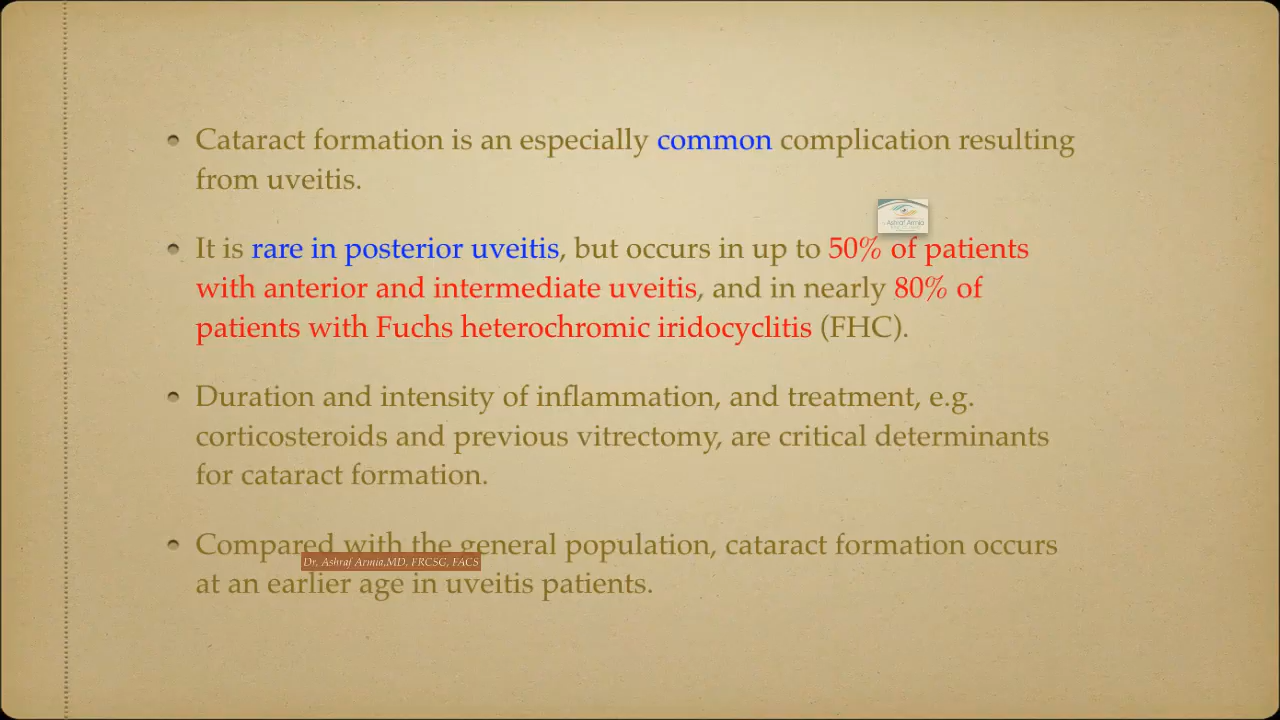 • Cataract formation is an especially common complication resulting
from uveitis.
Ashraf Armia
• It is rare in posterior uveitis, but occurs in up to 50% of patients
with anterior and intermediate uveitis, and in nearly 80% of
patients with Fuchs heterochromic iridocyclitis (FHC).
• Duration and intensity of inflammation, and treatment, e.g.
corticosteroids and previous vitrectomy, are critical determinants
for cataract formation.
• Compared with the general population, cataract formation occurs
Dr. Ashraf Armia,MD, FRCSG, FACS
at an earlier age in uveitis patients.